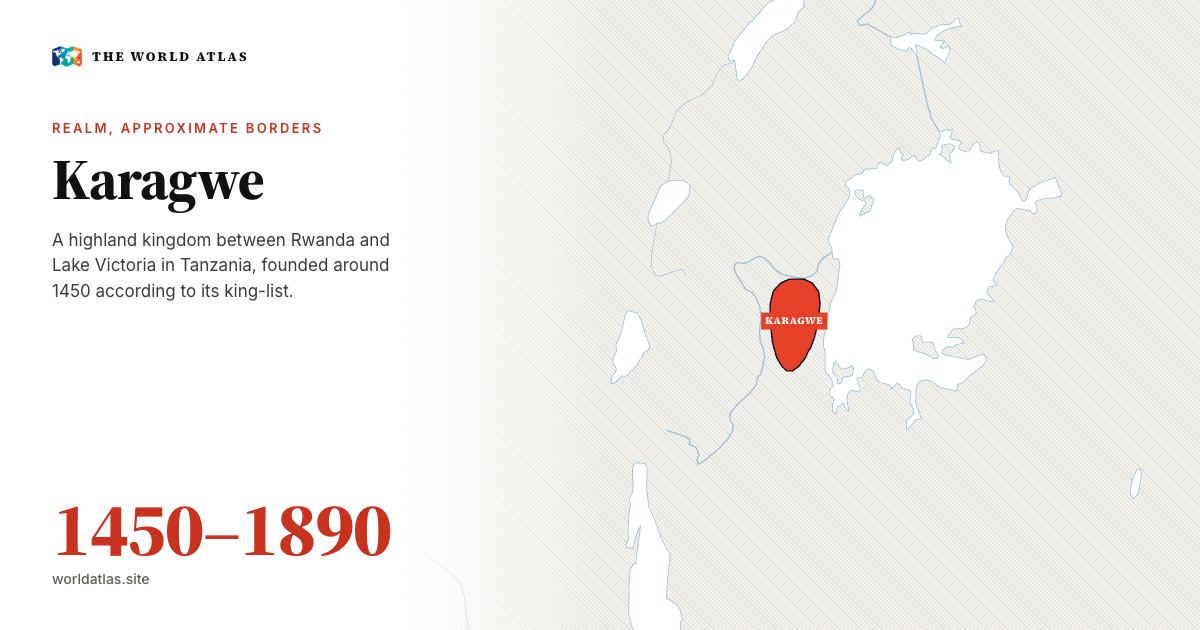 THE WORLD ATLAS
REALM, APPROXIMATE BORDERS
Karagwe
A highland kingdom between Rwanda and
Lake Victoria in Tanzania, founded around
1450 according to its king-list.
KARAGWE
1450–1890
worldatlas.site